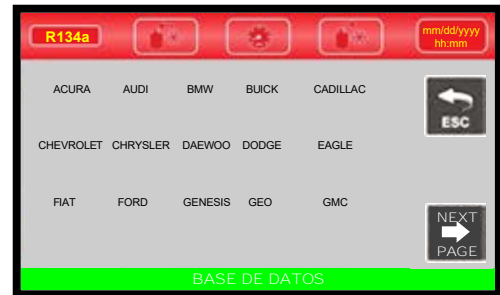 R134a
mm/dd/yyyy
hh:mm
ACURA AUDI BMW BUICK CADILLAC
ESC
CHEVROLET CHRYSLER DAEWOO DODGE EAGLE
FIAT FORD GENESIS GEO GMC
NEXT
PAGE
BASE DE DATOS